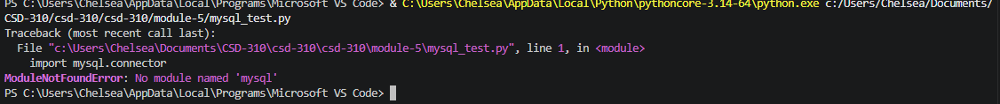 PS C:\Users\Chelsea\AppData\Local\Programs\Microsoft VS Code> & C:\Users\Chelsea\AppData\Local\Python\pythoncore-3.14-64\python.exe c:/Users/Chelsea/Documents/
CSD-310/csd-310/csd-310/module-5/mysql_test.py
Traceback (most recent call last):
  File "c:\Users\Chelsea\Documents\CSD-310\csd-310\csd-310\module-5\mysql_test.py", line 1, in <module>
    import mysql.connector
ModuleNotFoundError: No module named 'mysql'
PS C:\Users\Chelsea\AppData\Local\Programs\Microsoft VS Code>